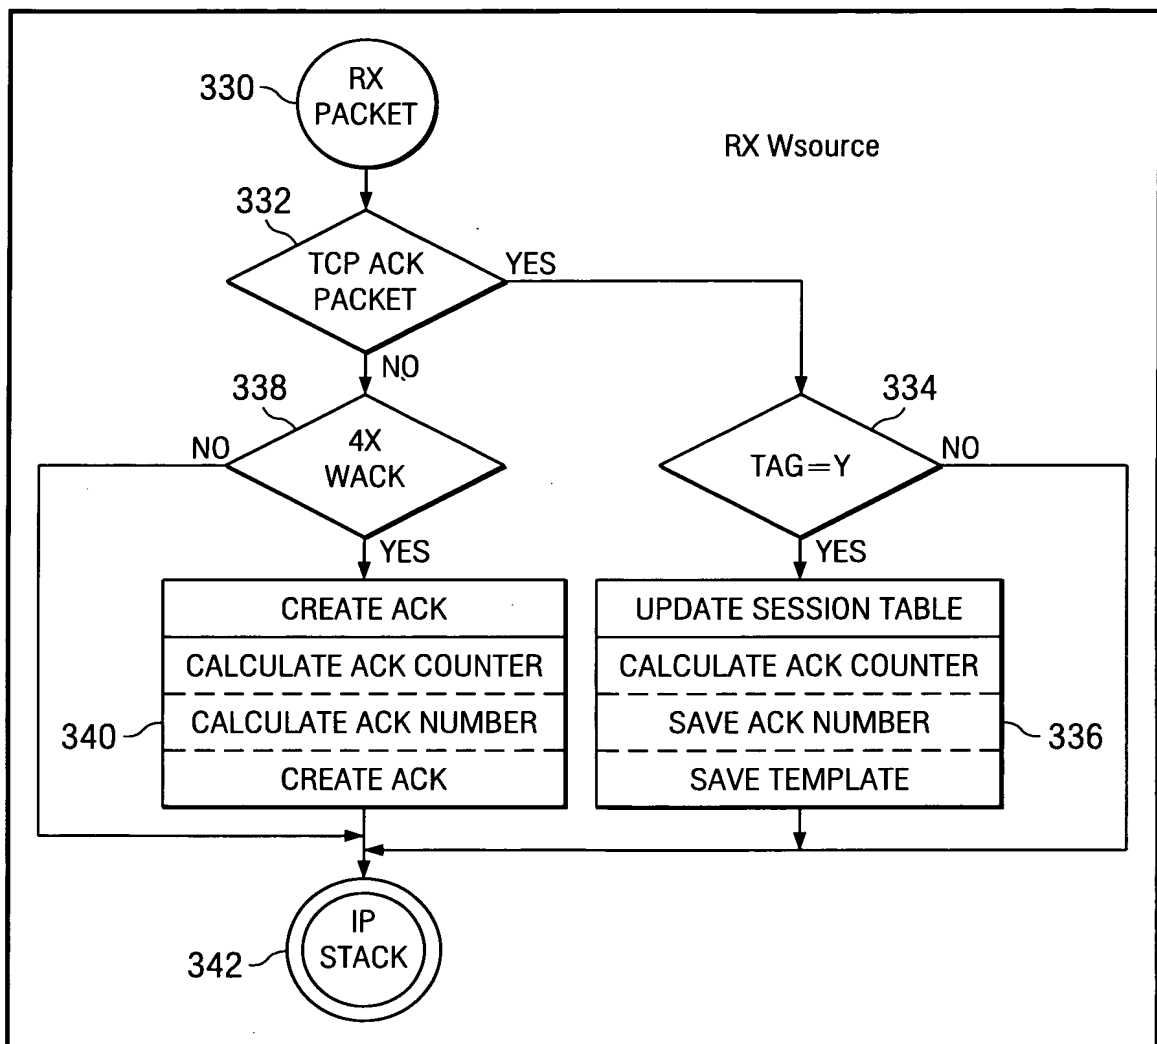 330
RX
PACKET
RX Wsource
332
TCP ACK
PACKET
YES
NO
338
334
NO
4X
WACK
TAG=Y
NO
YES
YES
CREATE ACK
UPDATE SESSION TABLE
CALCULATE ACK COUNTER
CALCULATE ACK COUNTER
340
CALCULATE ACK NUMBER
SAVE ACK NUMBER
336
CREATE ACK
SAVE TEMPLATE
IP
STACK
342